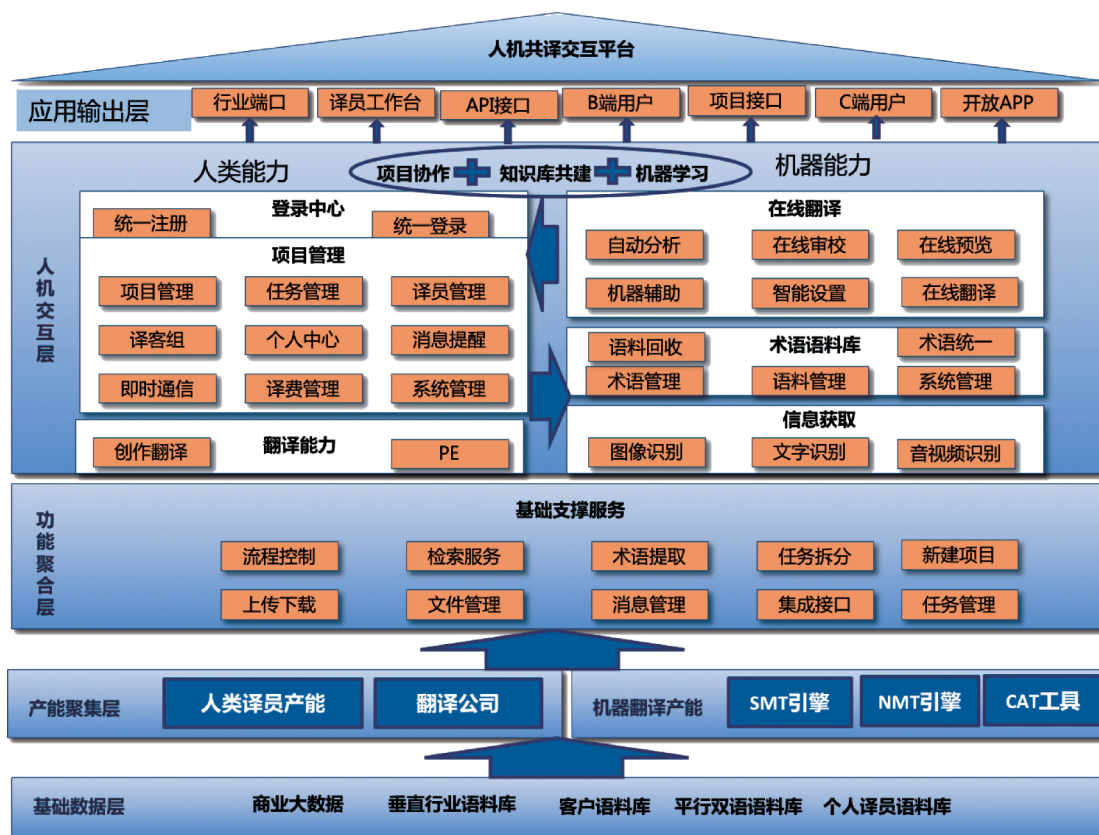 人机共译交互平台
应用输出层
行业端口
译员工作台
API接口
B端用户
项目接口
C端用户
开放APP
人类能力
项目协作
知识库共建
机器学习
机器能力
人机交互层
登录中心
统一注册
统一登录
项目管理
项目管理
任务管理
译员管理
译客组
个人中心
消息提醒
即时通信
译费管理
系统管理
创作翻译
翻译能力
PE
在线翻译
自动分析
在线审校
在线预览
机器辅助
智能设置
在线翻译
语料回收
术语语料库
术语统一
术语管理
语料管理
系统管理
信息获取
图像识别
文字识别
音视频识别
功能聚合层
基础支撑服务
流程控制
检索服务
术语提取
任务拆分
新建项目
上传下载
文件管理
消息管理
集成接口
任务管理
产能聚集层
人类译员产能
翻译公司
机器翻译产能
SMT引擎
NMT引擎
CAT工具
基础数据层
商业大数据
垂直行业语料库
客户语料库
平行双语语料库
个人译员语料库